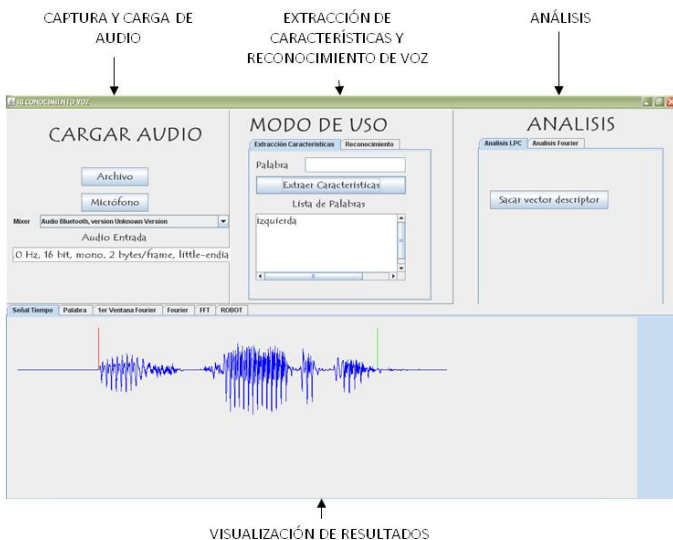 CAPTURA Y CARGA DE
AUDIO
EXTRACCIÓN DE
CARACTERÍSTICAS Y
RECONOCIMIENTO DE VOZ
ANÁLISIS
RECONOCIMIENTO VOZ
CARGAR AUDIO
Archivo
Micrófono
Mixer Audio Bluetooth, version Unknown Version
Audio Entrada
.0 Hz, 16 bit, mono, 2 bytes/frame, little-endia
MODO DE USO
Extracción Características Reconocimiento
Palabra
Extraer Características
Lista de Palabras
izquierda
ANALISIS
Analisis LPC Analisis Fourier
Sacar vector descriptor
Señal Tiempo Palabra 1er Ventana Fourier Fourier FFT ROBOT
VISUALIZACIÓN DE RESULTADOS